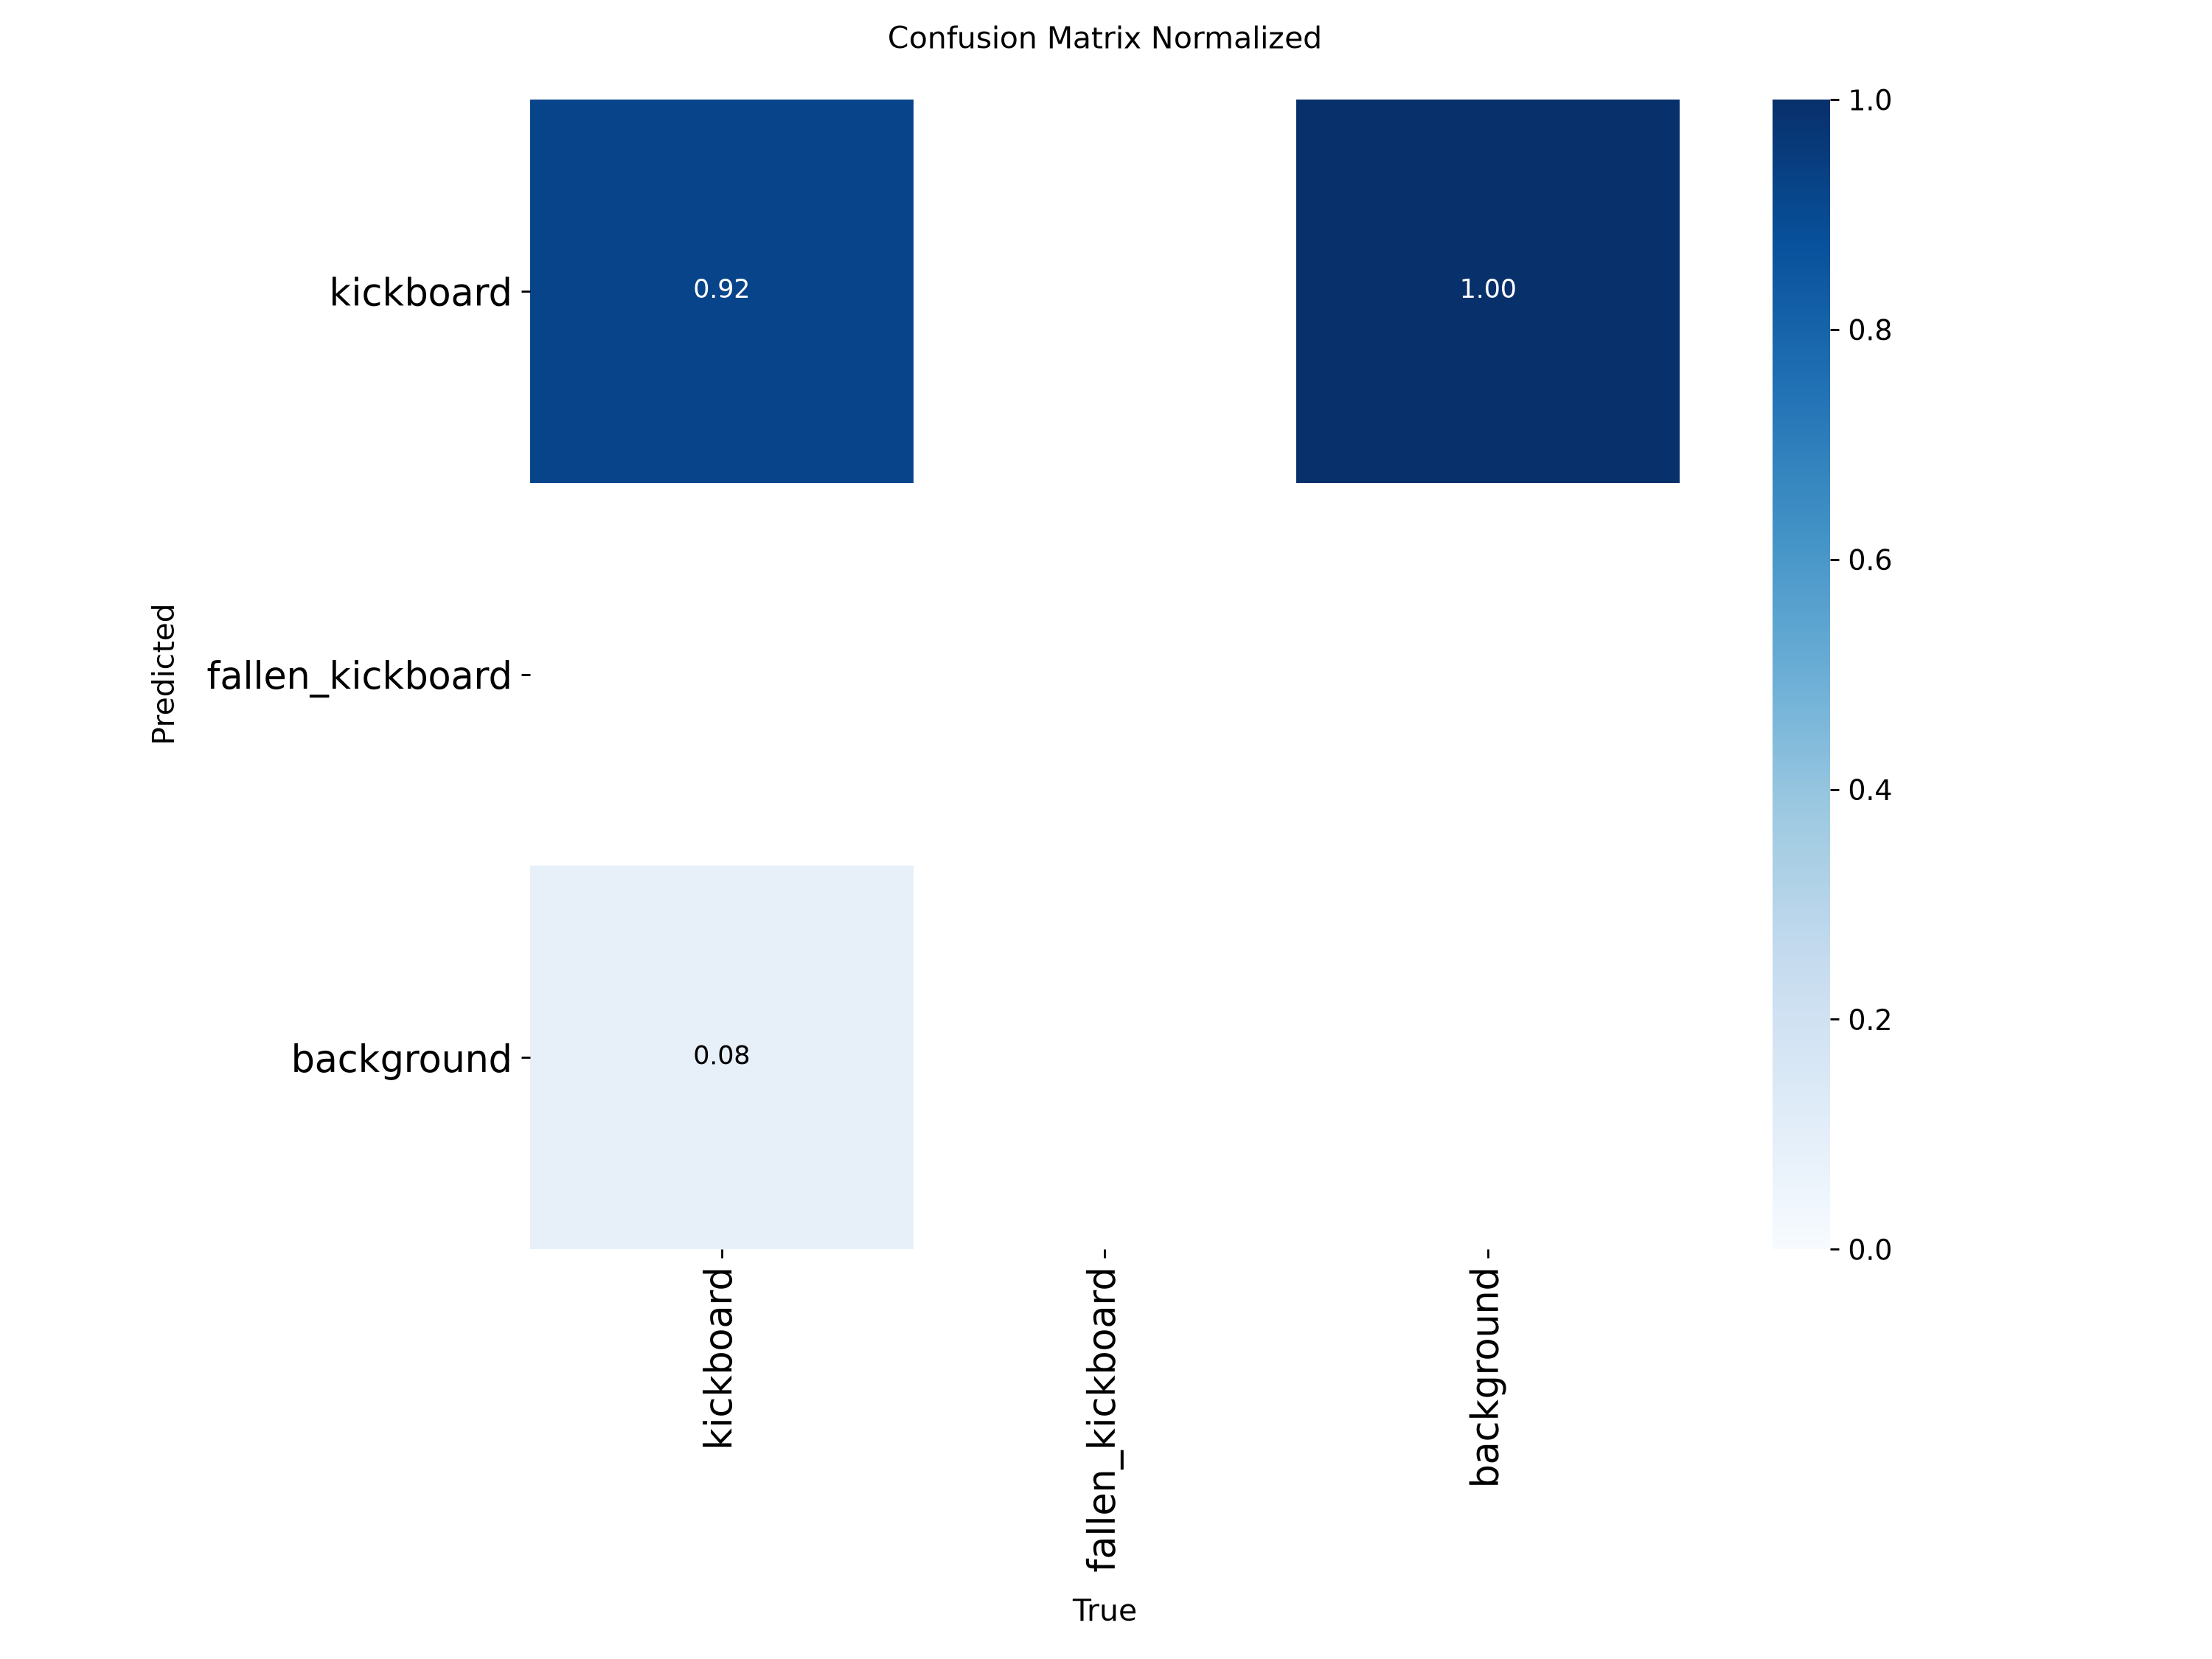 Confusion Matrix Normalized
kickboard
0.92
1.00
fallen_kickboard
background
0.08
Predicted
kickboard
fallen_kickboard
background
True
1.0
0.8
0.6
0.4
0.2
0.0